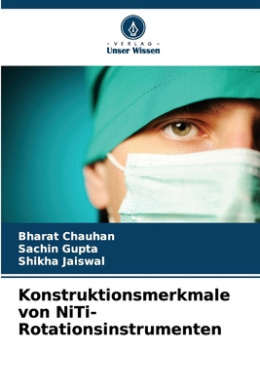 VERLAG
Unser Wissen
Bharat Chauhan
Sachin Gupta
Shikha Jaiswal
Konstruktionsmerkmale
von NiTi-
Rotationsinstrumenten